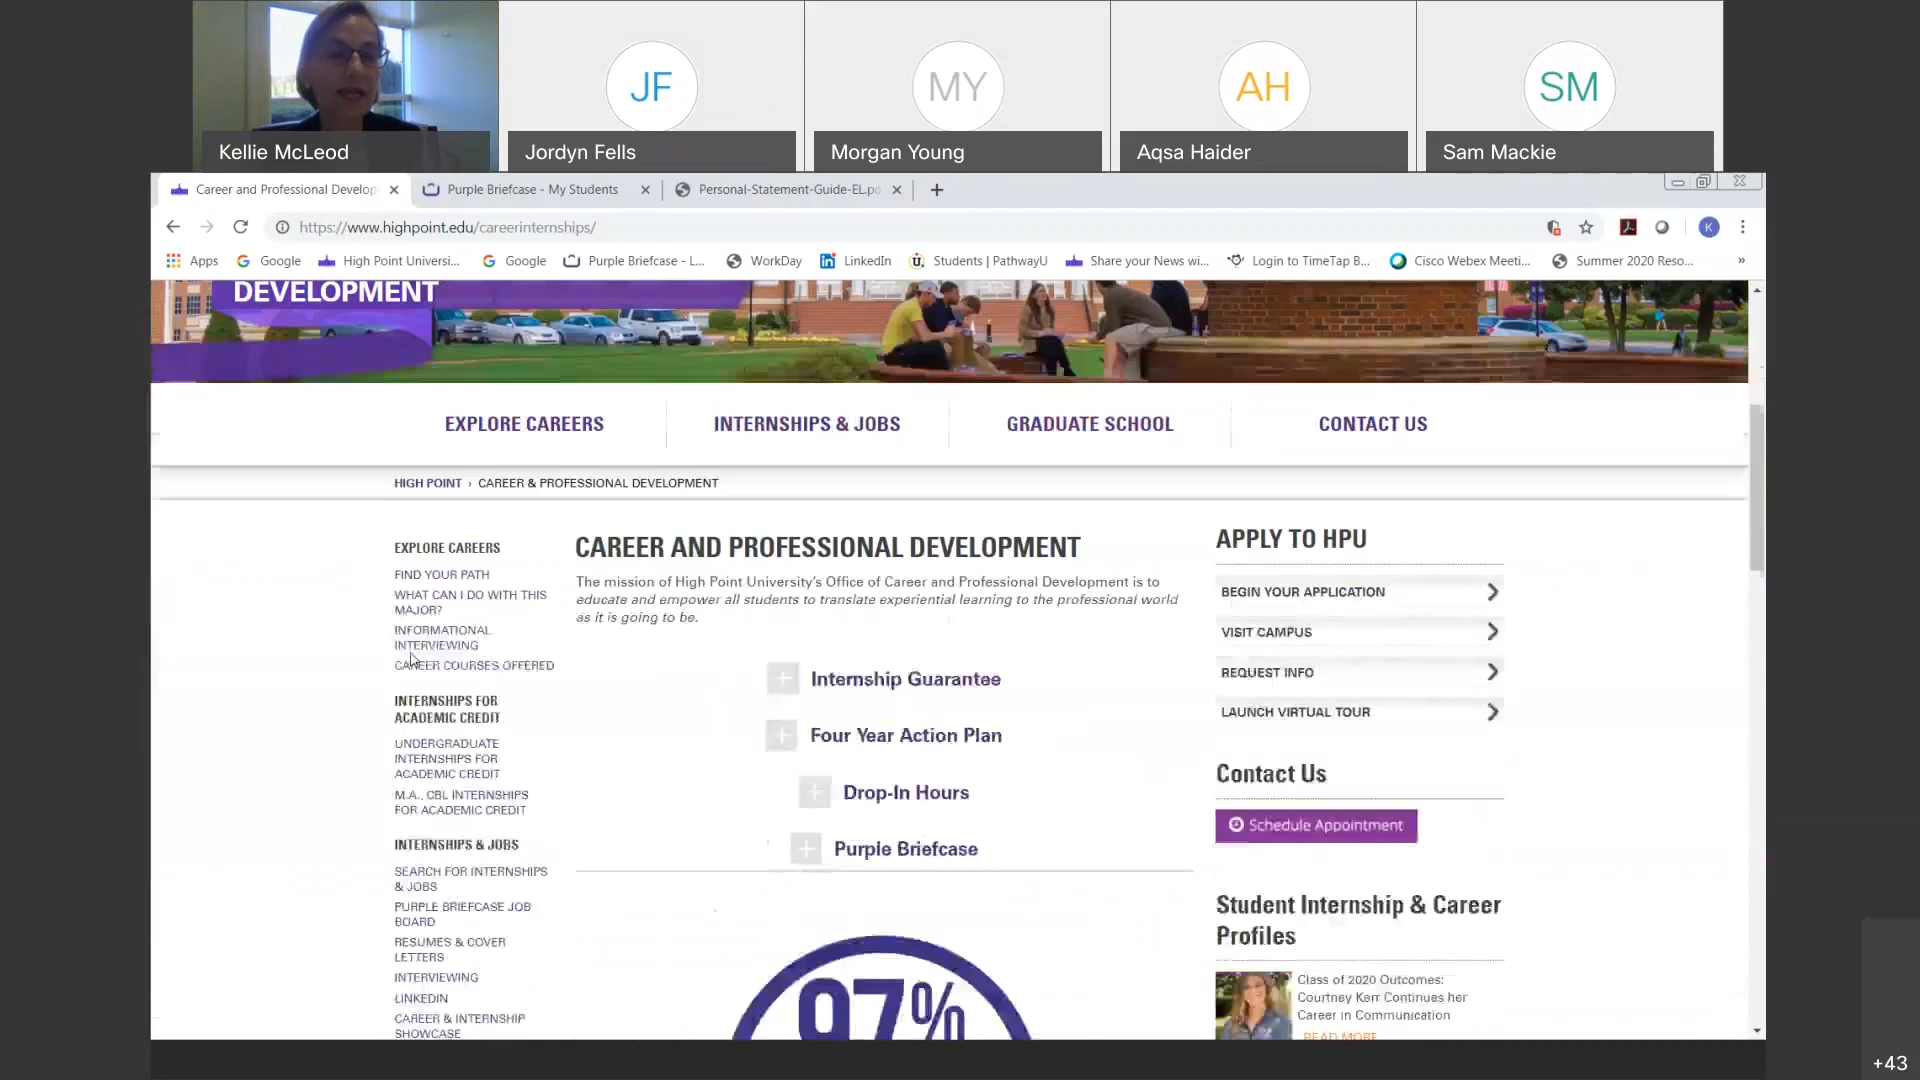 JF
MY
AH
SM
Kellie McLeod
Jordyn Fells
Morgan Young
Aqsa Haider
Sam Mackie
Career and Professional Develop
Purple Briefcase - My Students
Personal-Statement-Guide-EL.pd
https://www.highpoint.edu/careerinternships/
K
Apps
Google
High Point Universi...
Google
Purple Briefcase - L...
WorkDay
LinkedIn
Students | PathwayU
Share your News wi...
Login to TimeTap B...
Cisco Webex Meeti...
Summer 2020 Reso...
»
DEVELOPMENT
EXPLORE CAREERS
INTERNSHIPS & JOBS
GRADUATE SCHOOL
CONTACT US
HIGH POINT › CAREER & PROFESSIONAL DEVELOPMENT
EXPLORE CAREERS
FIND YOUR PATH
WHAT CAN I DO WITH THIS
MAJOR?
INFORMATIONAL
INTERVIEWING
CAREER COURSES OFFERED
INTERNSHIPS FOR
ACADEMIC CREDIT
UNDERGRADUATE
INTERNSHIPS FOR
ACADEMIC CREDIT
M.A., CBL INTERNSHIPS
FOR ACADEMIC CREDIT
INTERNSHIPS & JOBS
SEARCH FOR INTERNSHIPS
& JOBS
PURPLE BRIEFCASE JOB
BOARD
RESUMES & COVER
LETTERS
INTERVIEWING
LINKEDIN
CAREER & INTERNSHIP
SHOWCASE
CAREER AND PROFESSIONAL DEVELOPMENT
The mission of High Point University's Office of Career and Professional Development is to
educate and empower all students to translate experiential learning to the professional world
as it is going to be.
Internship Guarantee
Four Year Action Plan
Drop-In Hours
Purple Briefcase
97%
APPLY TO HPU
BEGIN YOUR APPLICATION
VISIT CAMPUS
REQUEST INFO
LAUNCH VIRTUAL TOUR
Contact Us
Schedule Appointment
Student Internship & Career
Profiles
Class of 2020 Outcomes:
Courtney Kerr Continues her
Career in Communication
READ MORE
+43